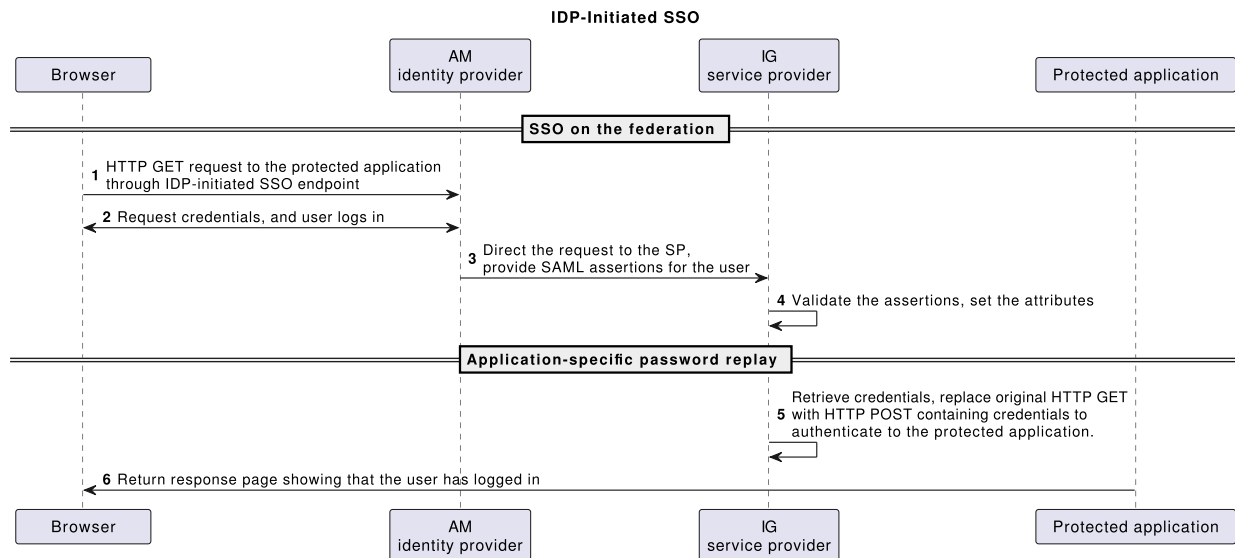 IDP-Initiated SSO
Browser
AM
identity provider
IG
service provider
Protected application
SSO on the federation
1 HTTP GET request to the protected application
through IDP-initiated SSO endpoint
2 Request credentials, and user logs in
3 Direct the request to the SP,
provide SAML assertions for the user
4 Validate the assertions, set the attributes
Application-specific password replay
Retrieve credentials, replace original HTTP GET
5 with HTTP POST containing credentials to
authenticate to the protected application.
6 Return response page showing that the user has logged in
Browser
AM
identity provider
IG
service provider
Protected application